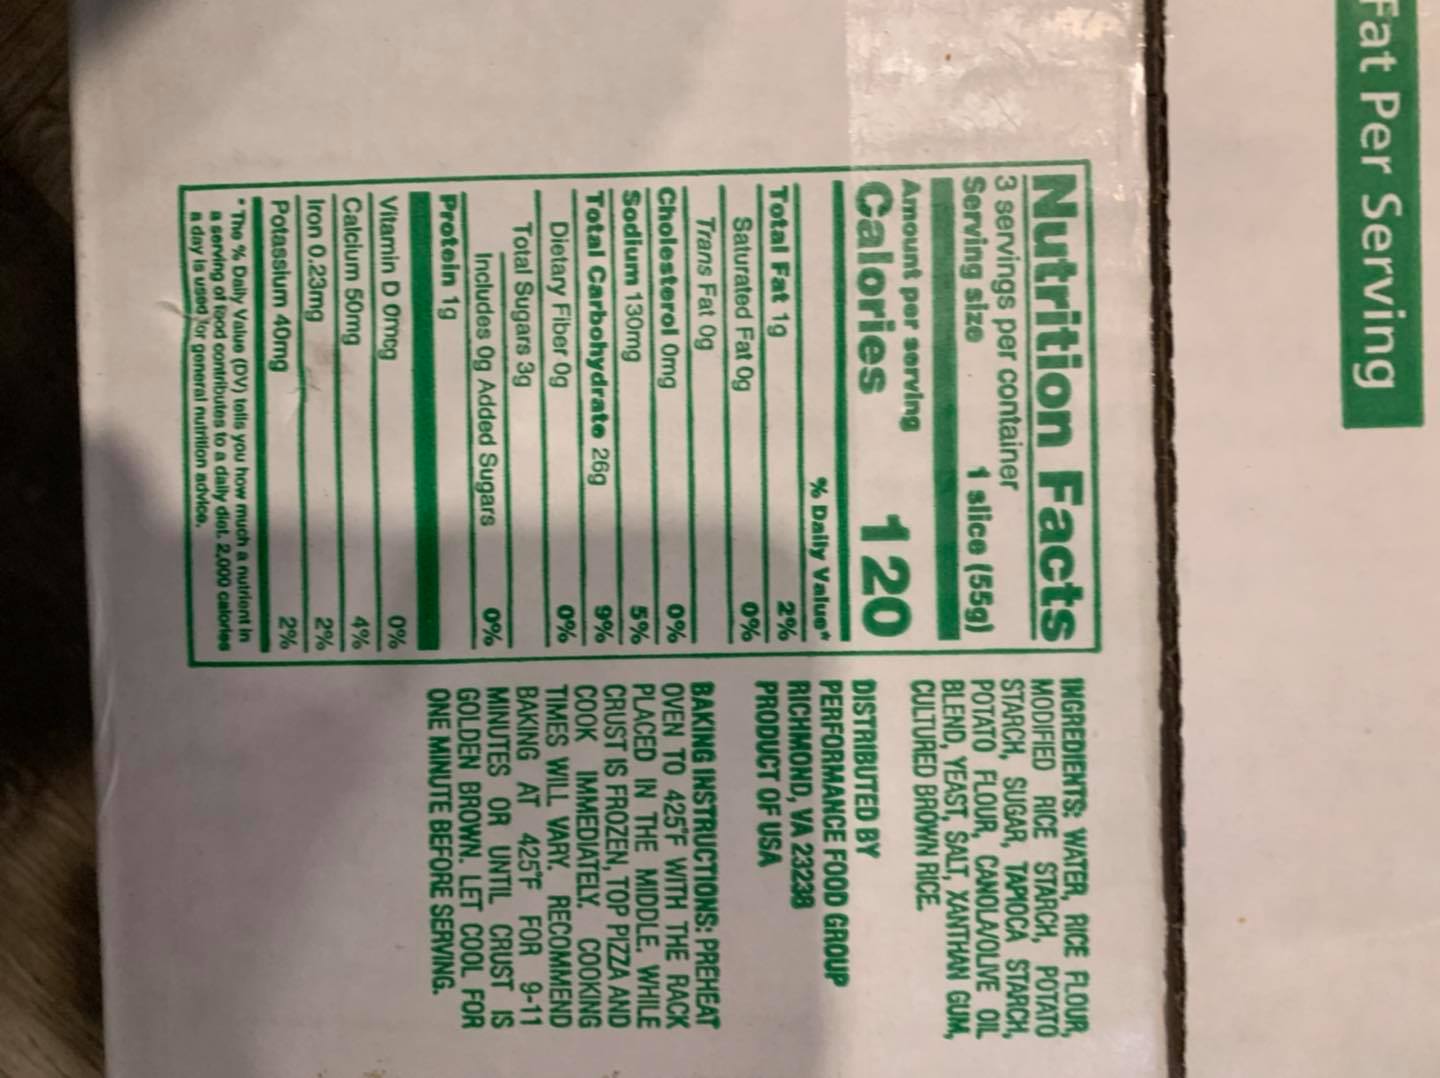 Fat Per Serving
Nutrition Facts
3 servings per container
Serving size 1 slice (55g)
Amount per serving
Calories 120
% Daily Value*
Total Fat 1g 2%
Saturated Fat 0g 0%
Trans Fat 0g
Cholesterol 0mg 0%
Sodium 130mg 5%
Total Carbohydrate 26g 9%
Dietary Fiber 0g 0%
Total Sugars 3g
Includes 0g Added Sugars 0%
Protein 1g
Vitamin D 0mcg 0%
Calcium 50mg 4%
Iron 0.23mg 2%
Potassium 40mg 2%
* The % Daily Value (DV) tells you how much a nutrient in
a serving of food contributes to a daily diet. 2,000 calories
a day is used for general nutrition advice.
INGREDIENTS: WATER, RICE FLOUR,
MODIFIED RICE STARCH, POTATO
STARCH, SUGAR, TAPIOCA STARCH,
POTATO FLOUR, CANOLA/OLIVE OIL
BLEND, YEAST, SALT, XANTHAN GUM,
CULTURED BROWN RICE.
DISTRIBUTED BY
PERFORMANCE FOOD GROUP
RICHMOND, VA 23238
PRODUCT OF USA
BAKING INSTRUCTIONS: PREHEAT
OVEN TO 425°F WITH THE RACK
PLACED IN THE MIDDLE. WHILE
CRUST IS FROZEN, TOP PIZZA AND
COOK IMMEDIATELY. COOKING
TIMES WILL VARY. RECOMMEND
BAKING AT 425°F FOR 9-11
MINUTES OR UNTIL CRUST IS
GOLDEN BROWN. LET COOL FOR
ONE MINUTE BEFORE SERVING.